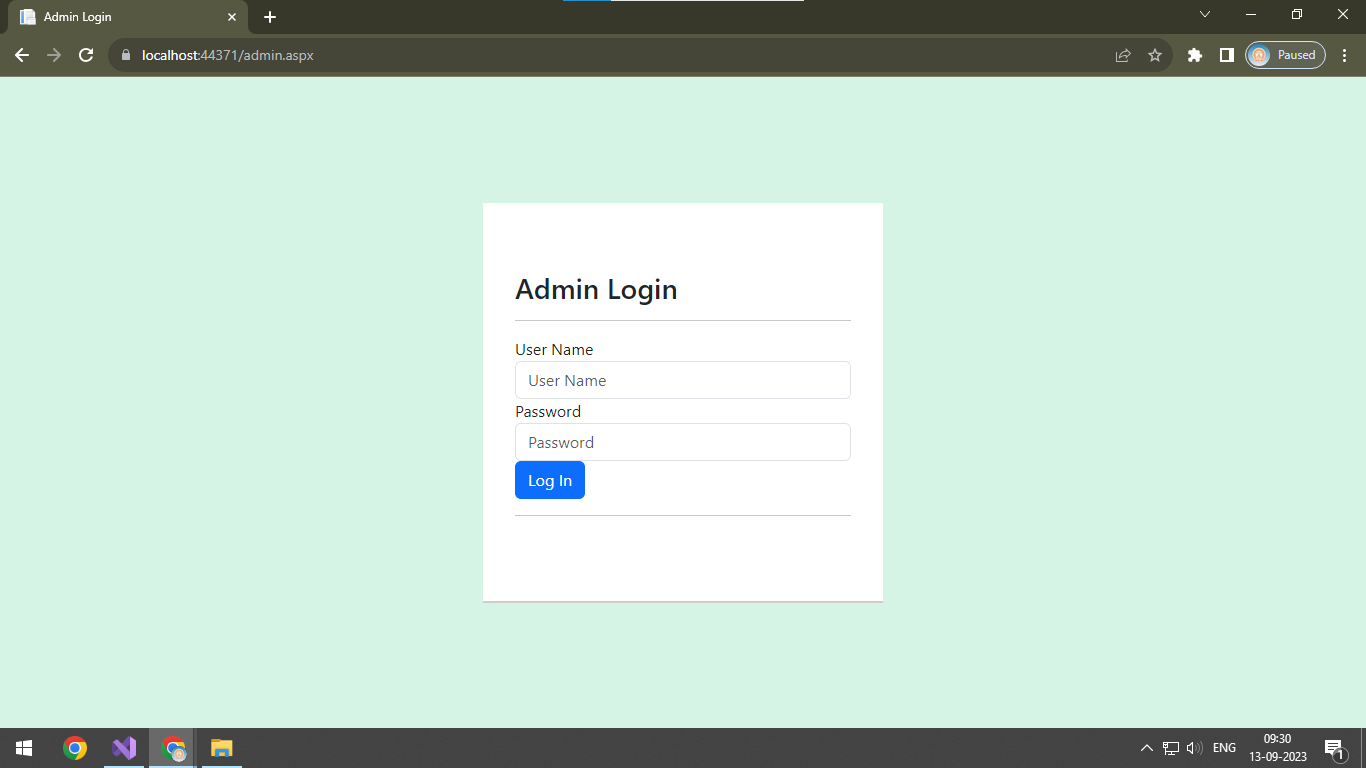 Admin Login
localhost:44371/admin.aspx
Paused
Admin Login
User Name
User Name
Password
Password
Log In
ENG
09:30
13-09-2023
1